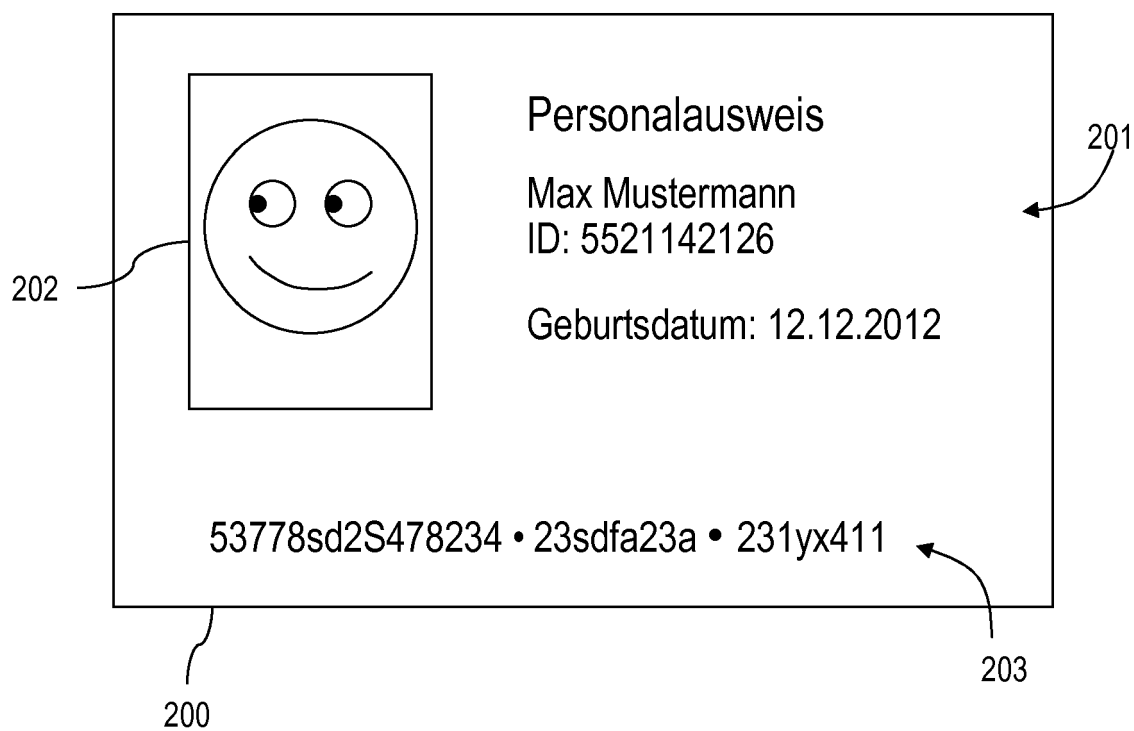 Personalausweis
201
Max Mustermann
ID: 5521142126
202
Geburtsdatum: 12.12.2012
53778sd2S478234 • 23sdfa23a • 231yx411
203
200